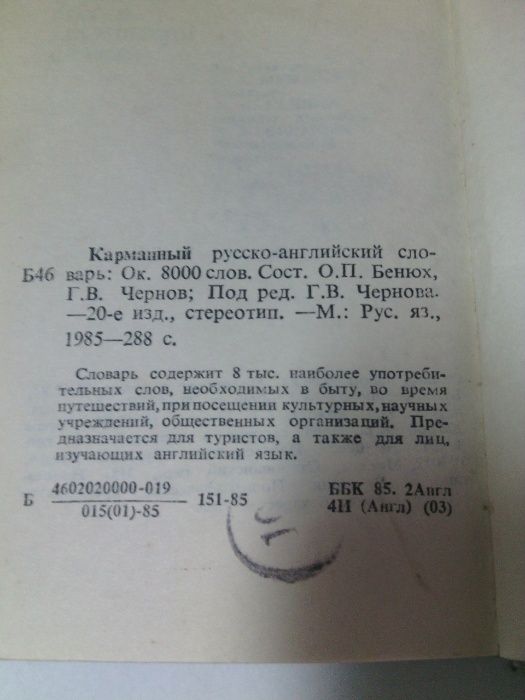 Карманный русско-английский сло-
Б46 варь: Ок. 8000 слов. Сост. О.П. Бенюх,
Г.В. Чернов; Под ред. Г.В. Чернова.
—20-е изд., стереотип. —М.: Рус. яз.,
1985—288 с.
Словарь содержит 8 тыс. наиболее употреби-
тельных слов, необходимых в быту, во время
путешествий, при посещении культурных, научных
учреждений, общественных организаций. Пред-
назначается для туристов, а также для лиц,
изучающих английский язык.
Б 4602020000-019 151-85 ББК 85. 2Англ
015(01)-85 4И (Англ) (03)